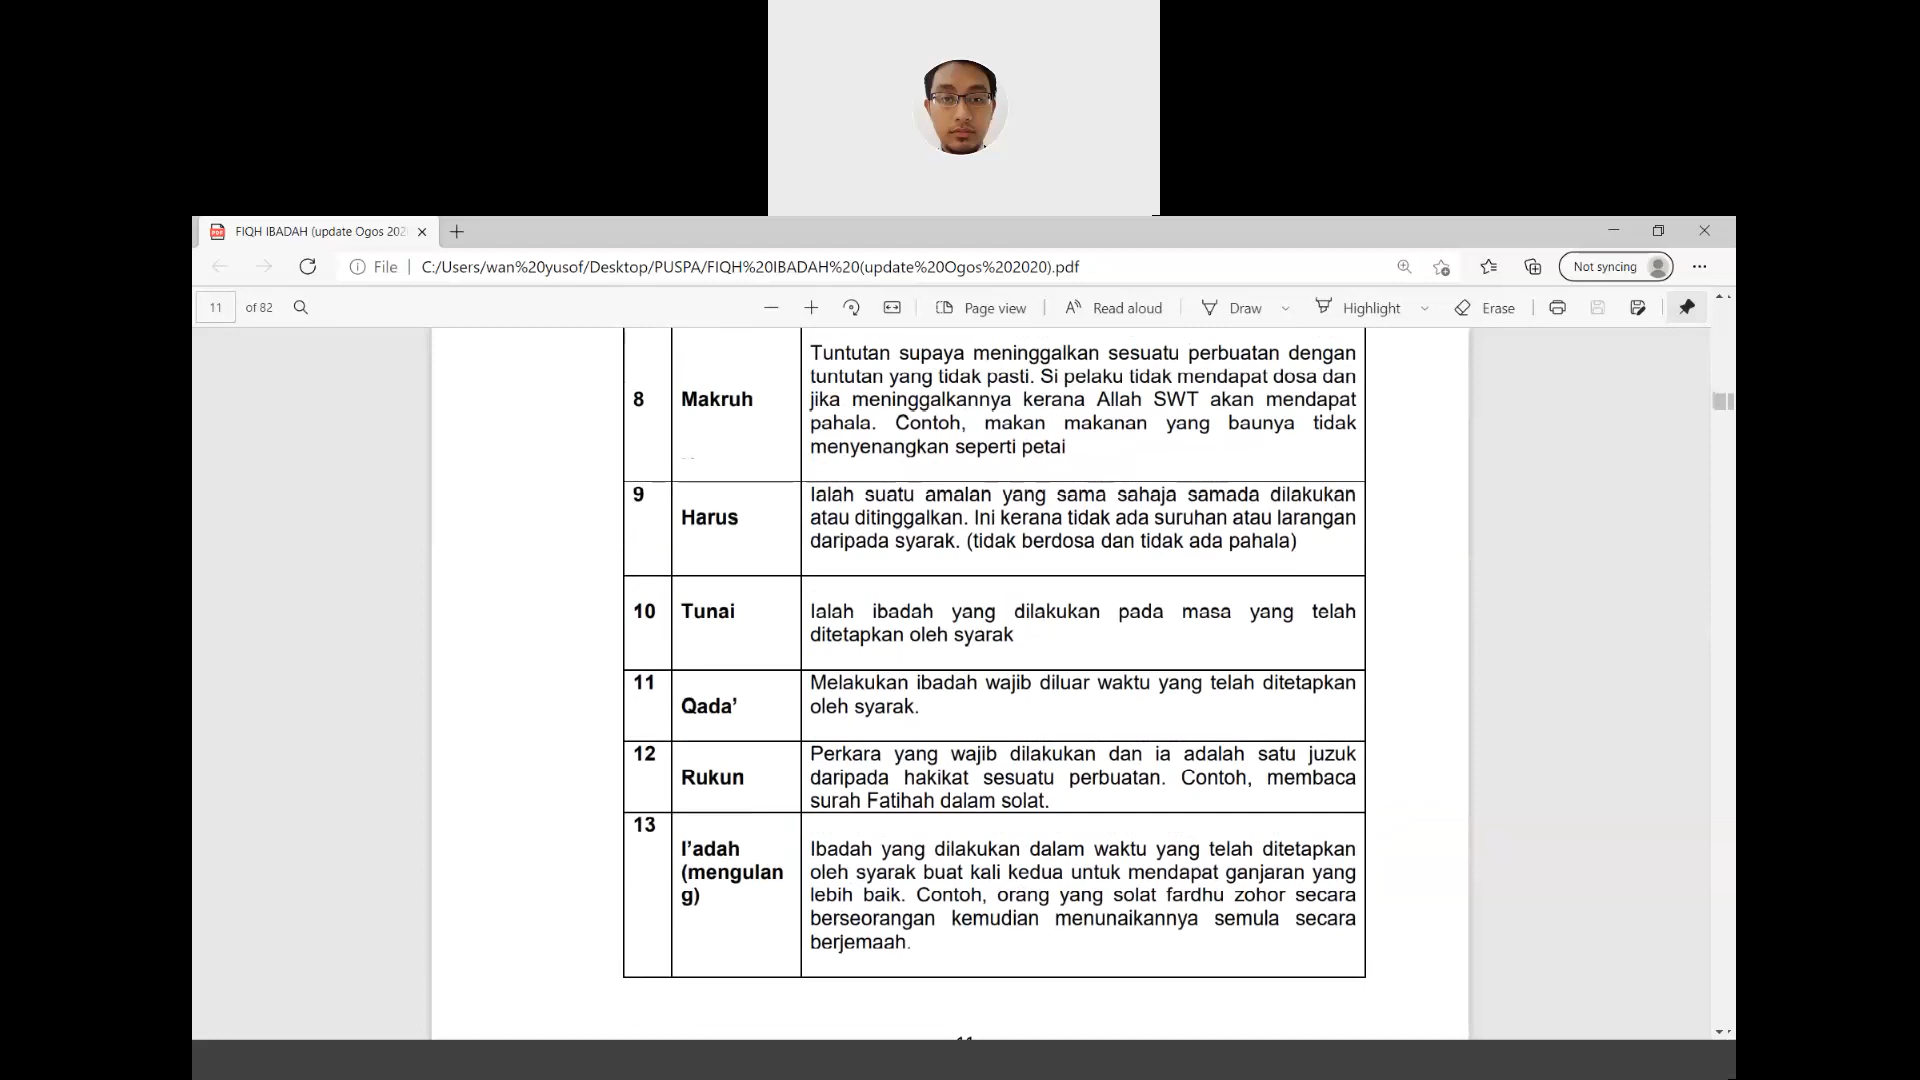 FIQH IBADAH (update Ogos 202
File
C:/Users/wan%20yusof/Desktop/PUSPA/FIQH%20IBADAH%20(update%20Ogos%202020).pdf
Not syncing
11 of 82
Page view
Read aloud
Draw
Highlight
Erase
8
Makruh
Tuntutan supaya meninggalkan sesuatu perbuatan dengan
tuntutan yang tidak pasti. Si pelaku tidak mendapat dosa dan
jika meninggalkannya kerana Allah SWT akan mendapat
pahala. Contoh, makan makanan yang baunya tidak
menyenangkan seperti petai
9
Harus
Ialah suatu amalan yang sama sahaja samada dilakukan
atau ditinggalkan. Ini kerana tidak ada suruhan atau larangan
daripada syarak. (tidak berdosa dan tidak ada pahala)
10
Tunai
Ialah ibadah yang dilakukan pada masa yang telah
ditetapkan oleh syarak
11
Qada’
Melakukan ibadah wajib diluar waktu yang telah ditetapkan
oleh syarak.
12
Rukun
Perkara yang wajib dilakukan dan ia adalah satu juzuk
daripada hakikat sesuatu perbuatan. Contoh, membaca
surah Fatihah dalam solat.
13
I’adah
(mengulan
g)
Ibadah yang dilakukan dalam waktu yang telah ditetapkan
oleh syarak buat kali kedua untuk mendapat ganjaran yang
lebih baik. Contoh, orang yang solat fardhu zohor secara
berseorangan kemudian menunaikannya semula secara
berjemaah.